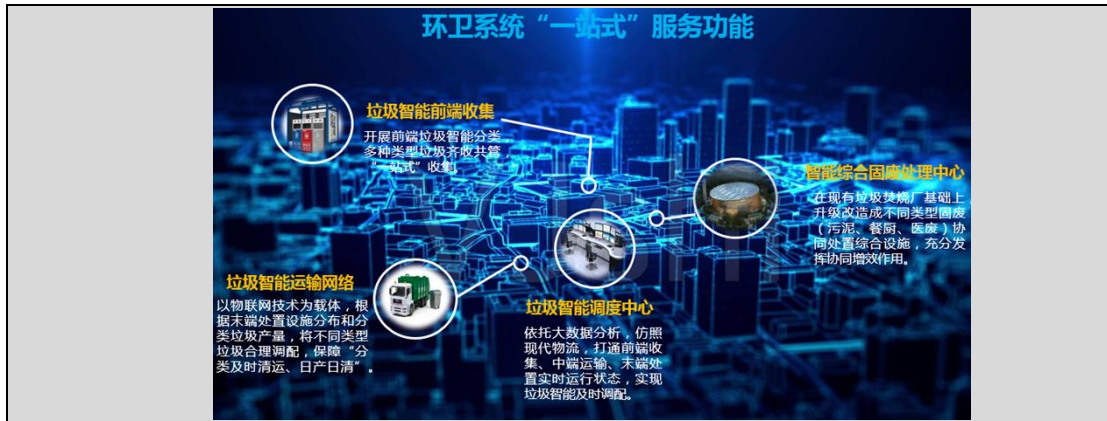 环卫系统“一站式”服务功能
垃圾智能前端收集
开展前端垃圾智能分类，
多种类型垃圾齐收共管
“一站式”收集。
智能综合固废处理中心
在现有垃圾焚烧厂基础上，
升级改造成不同类型固废
（污泥、餐厨、医废）协
同处置综合设施，充分发
挥协同增效作用。
垃圾智能运输网络
以物联网技术为载体，根
据末端处置设施分布和分
类垃圾产量，将不同类型
垃圾合理调配，保障“分
类及时清运、日产日清”。
垃圾智能调度中心
依托大数据分析，仿照
现代物流，打通前端收
集、中端运输、末端处
置实时运行状态，实现
垃圾智能及时调配。